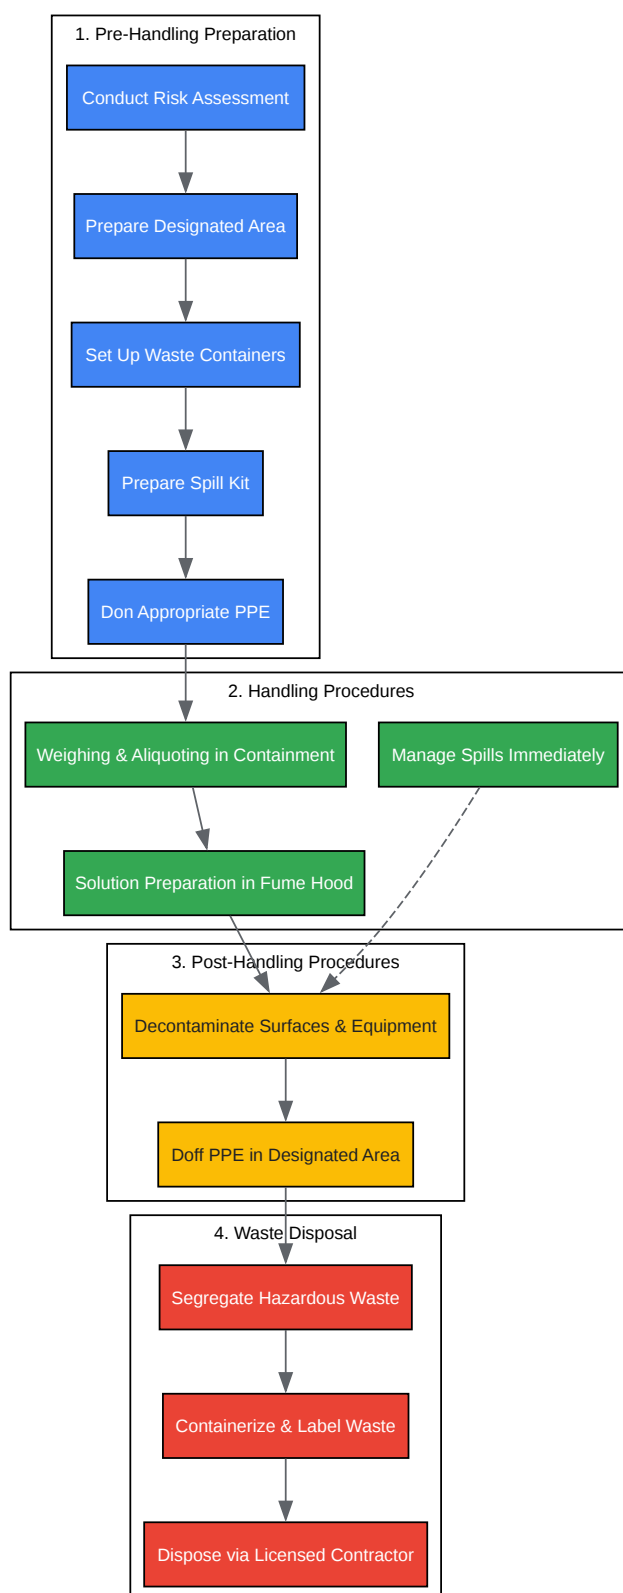 1. Pre-Handling Preparation
Conduct Risk Assessment
Prepare Designated Area
Set Up Waste Containers
Prepare Spill Kit
Don Appropriate PPE
2. Handling Procedures
Weighing & Aliquoting in Containment
Manage Spills Immediately
Solution Preparation in Fume Hood
3. Post-Handling Procedures
Decontaminate Surfaces & Equipment
Doff PPE in Designated Area
4. Waste Disposal
Segregate Hazardous Waste
Containerize & Label Waste
Dispose via Licensed Contractor